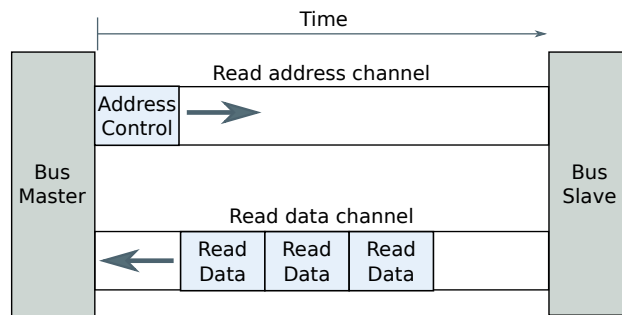 Time
Read address channel
Address
Control
Bus
Master
Bus
Slave
Read data channel
Read
Data
Read
Data
Read
Data